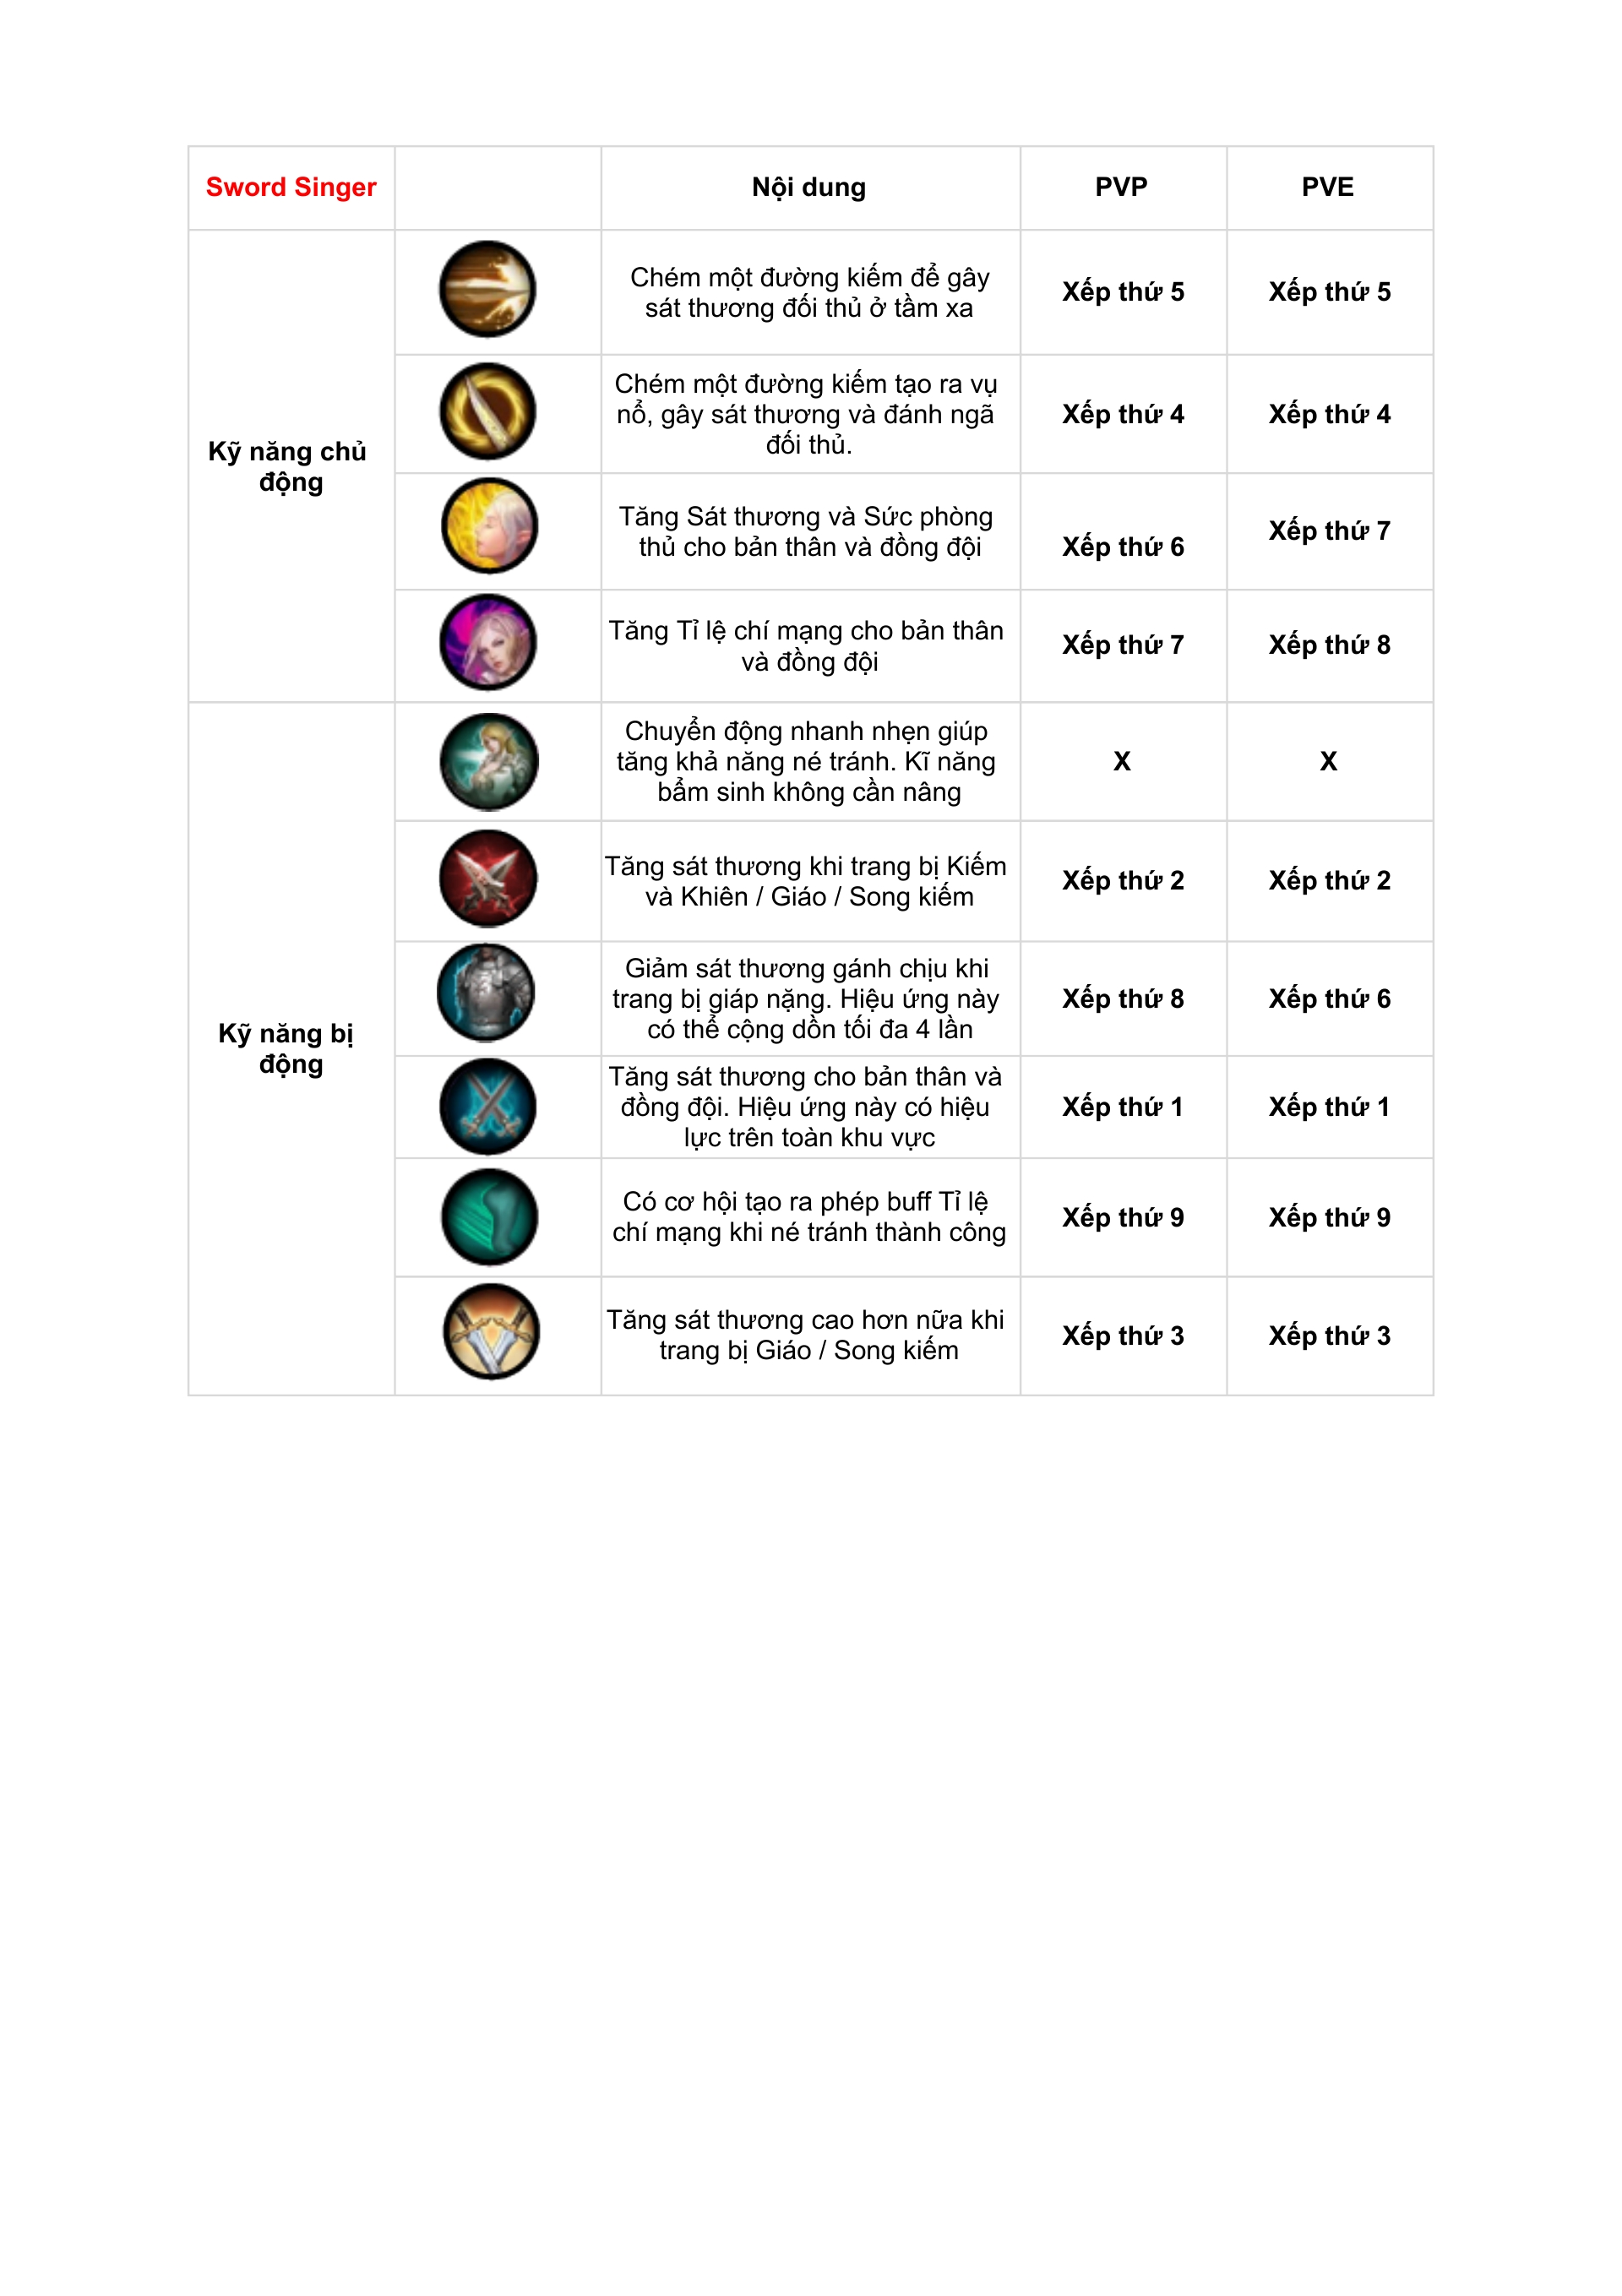 Sword Singer
Nội dung
PVP
PVE
Kỹ năng chủ
động
Chém một đường kiếm để gây
sát thương đối thủ ở tầm xa
Xếp thứ 5
Xếp thứ 5
Chém một đường kiếm tạo ra vụ
nổ, gây sát thương và đánh ngã
đối thủ.
Xếp thứ 4
Xếp thứ 4
Tăng Sát thương và Sức phòng
thủ cho bản thân và đồng đội
Xếp thứ 6
Xếp thứ 7
Tăng Tỉ lệ chí mạng cho bản thân
và đồng đội
Xếp thứ 7
Xếp thứ 8
Kỹ năng bị
động
Chuyển động nhanh nhẹn giúp
tăng khả năng né tránh. Kĩ năng
bẩm sinh không cần nâng
X
X
Tăng sát thương khi trang bị Kiếm
và Khiên / Giáo / Song kiếm
Xếp thứ 2
Xếp thứ 2
Giảm sát thương gánh chịu khi
trang bị giáp nặng. Hiệu ứng này
có thể cộng dồn tối đa 4 lần
Xếp thứ 8
Xếp thứ 6
Tăng sát thương cho bản thân và
đồng đội. Hiệu ứng này có hiệu
lực trên toàn khu vực
Xếp thứ 1
Xếp thứ 1
Có cơ hội tạo ra phép buff Tỉ lệ
chí mạng khi né tránh thành công
Xếp thứ 9
Xếp thứ 9
Tăng sát thương cao hơn nữa khi
trang bị Giáo / Song kiếm
Xếp thứ 3
Xếp thứ 3